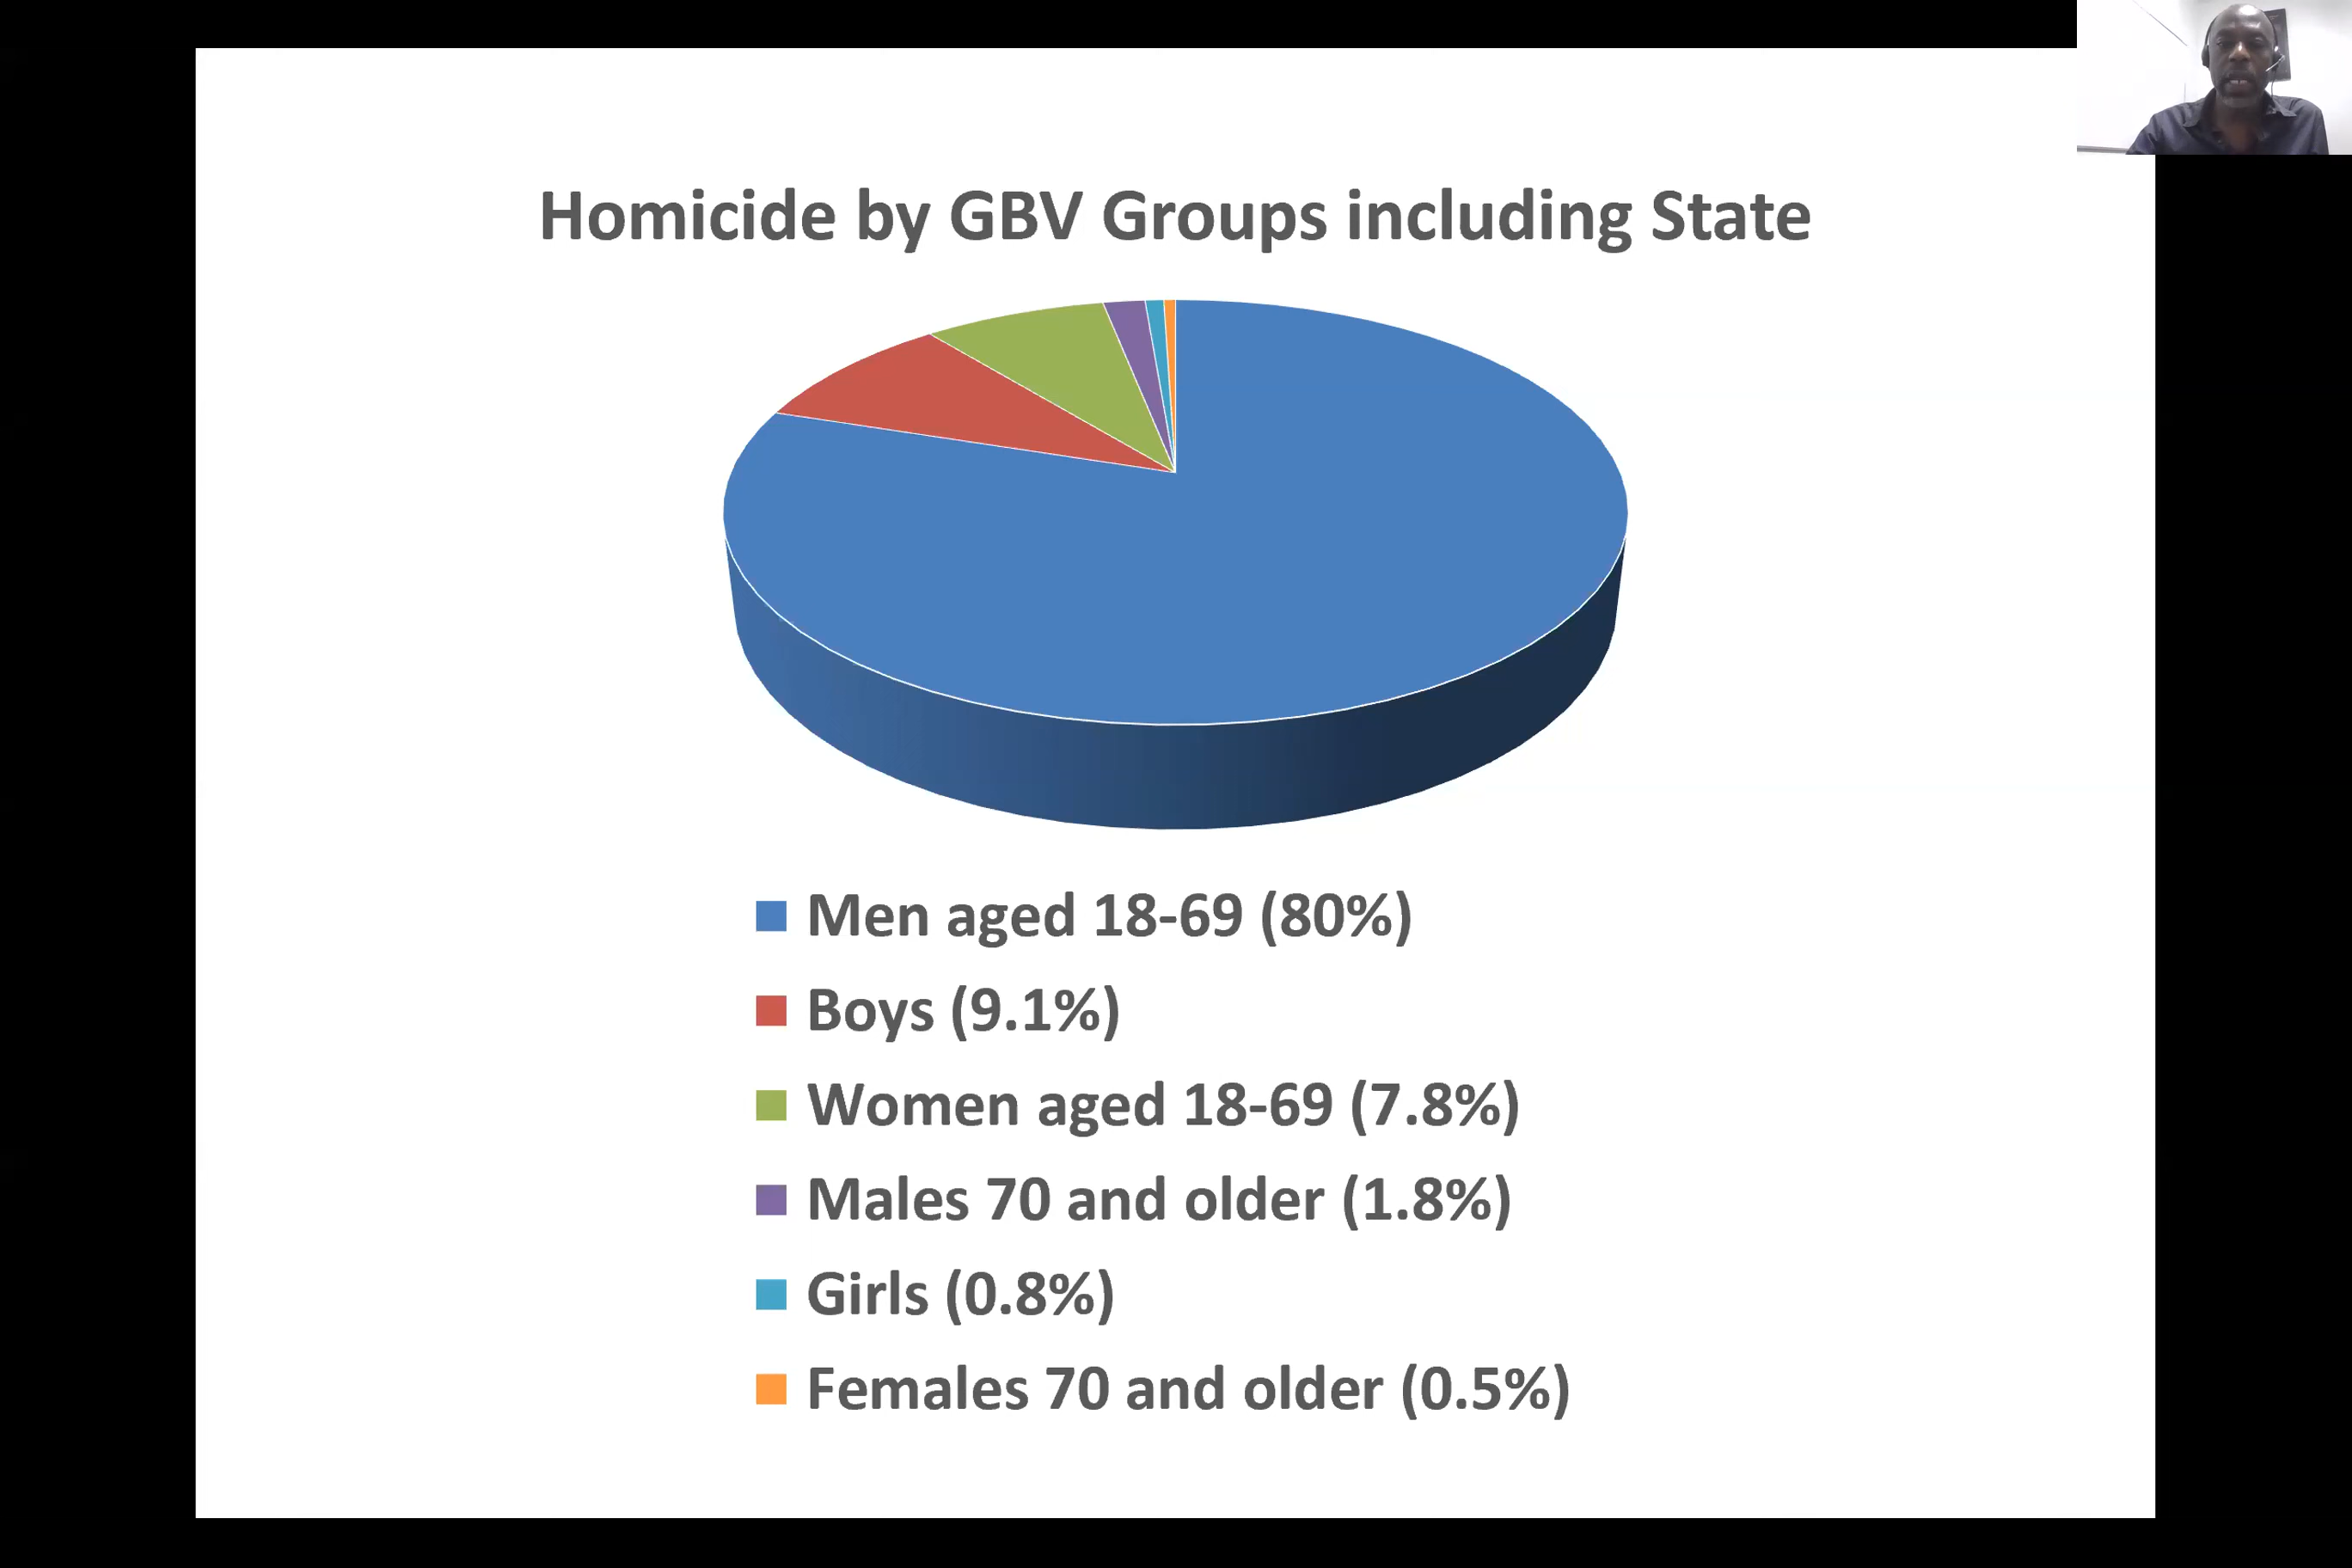 Homicide by GBV Groups including State
Men aged 18-69 (80%)
Boys (9.1%)
Women aged 18-69 (7.8%)
Males 70 and older (1.8%)
Girls (0.8%)
Females 70 and older (0.5%)